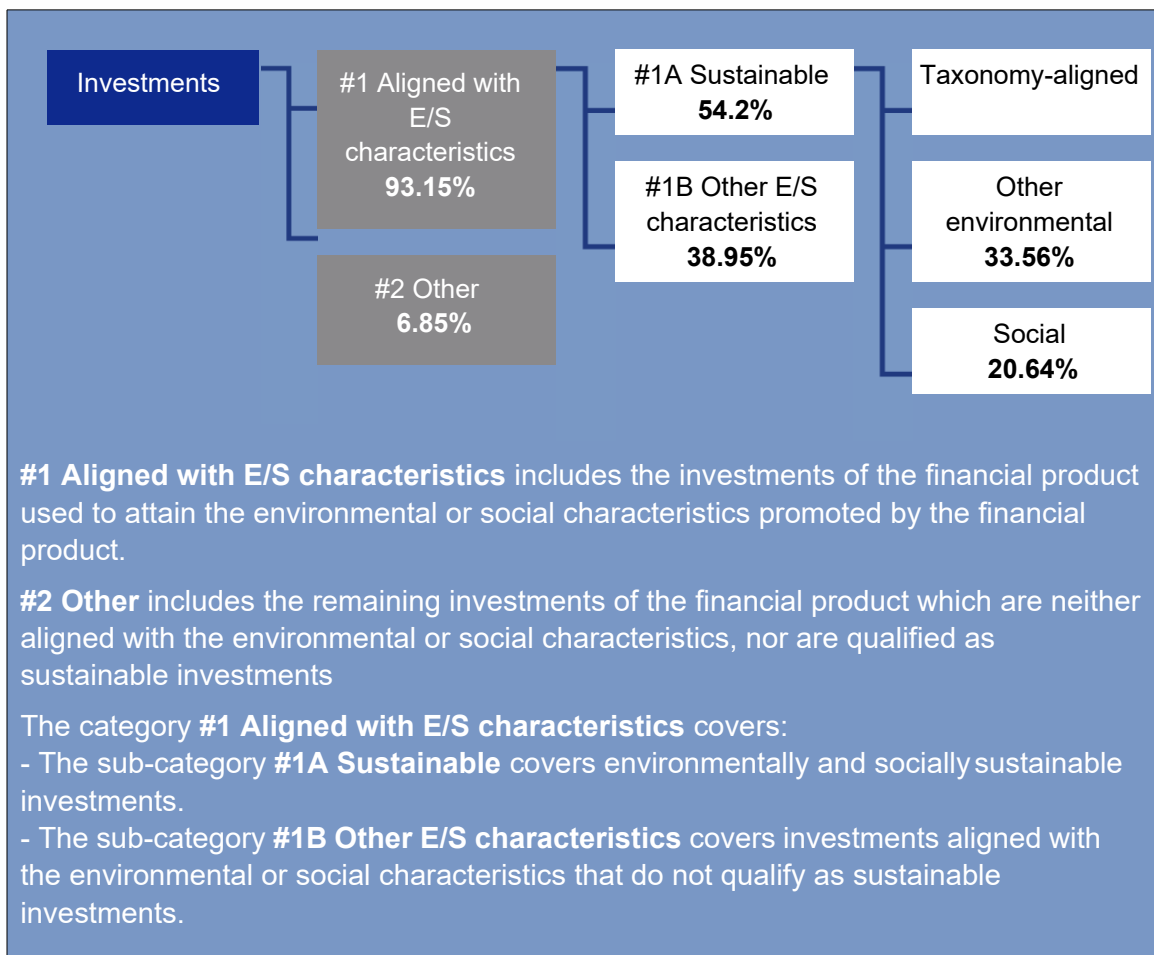 Investments
#1 Aligned with
E/S
characteristics
93.15%
#2 Other
6.85%
#1A Sustainable
54.2%
#1B Other E/S
characteristics
38.95%
Taxonomy-aligned
Other
environmental
33.56%
Social
20.64%
#1 Aligned with E/S characteristics includes the investments of the financial product
used to attain the environmental or social characteristics promoted by the financial
product.
#2 Other includes the remaining investments of the financial product which are neither
aligned with the environmental or social characteristics, nor are qualified as
sustainable investments
The category #1 Aligned with E/S characteristics covers:
- The sub-category #1A Sustainable covers environmentally and socially sustainable
investments.
- The sub-category #1B Other E/S characteristics covers investments aligned with
the environmental or social characteristics that do not qualify as sustainable
investments.